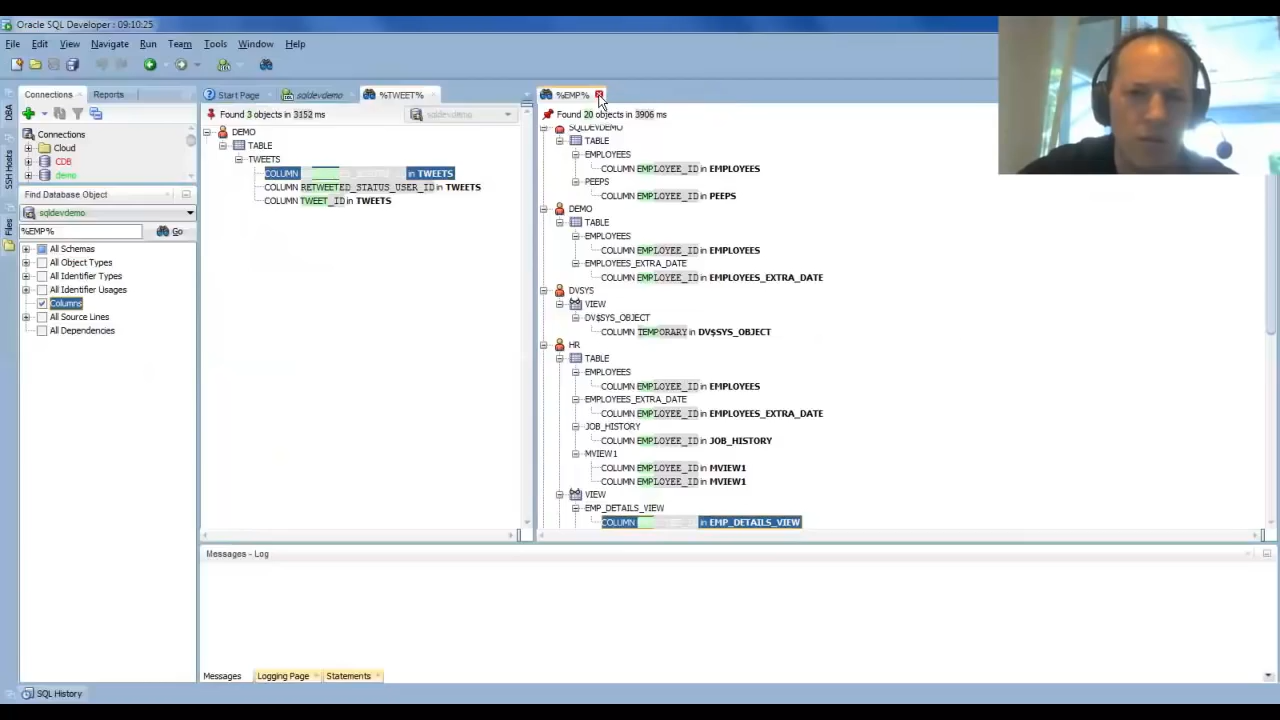 Oracle SQL Developer : 09:10:25
File Edit View Navigate Run Team Tools Window Help
Connections
Reports
Start Page
sqldevdemo
%TWEET%
%EMP%
DBA
SSH Hosts
Files
Connections
Cloud
CDB
demo
Find Database Object
sqldevdemo
%EMP%
Go
All Schemas
All Object Types
All Identifier Types
All Identifier Usages
Columns
All Source Lines
All Dependencies
Found 3 objects in 3152 ms
sqldevdemo
DEMO
TABLE
TWEETS
COLUMN in TWEETS
COLUMN RETWEETED_STATUS_USER_ID in TWEETS
COLUMN TWEET_ID in TWEETS
Found 20 objects in 3906 ms
SQLDEVDEMO
TABLE
EMPLOYEES
COLUMN EMPLOYEE_ID in EMPLOYEES
PEEPS
COLUMN EMPLOYEE_ID in PEEPS
DEMO
TABLE
EMPLOYEES
COLUMN EMPLOYEE_ID in EMPLOYEES
EMPLOYEES_EXTRA_DATE
COLUMN EMPLOYEE_ID in EMPLOYEES_EXTRA_DATE
DVSYS
VIEW
DV$SYS_OBJECT
COLUMN TEMPORARY in DV$SYS_OBJECT
HR
TABLE
EMPLOYEES
COLUMN EMPLOYEE_ID in EMPLOYEES
EMPLOYEES_EXTRA_DATE
COLUMN EMPLOYEE_ID in EMPLOYEES_EXTRA_DATE
JOB_HISTORY
COLUMN EMPLOYEE_ID in JOB_HISTORY
MVIEW1
COLUMN EMPLOYEE_ID in MVIEW1
COLUMN EMPLOYEE_ID in MVIEW1
VIEW
EMP_DETAILS_VIEW
COLUMN in EMP_DETAILS_VIEW
Messages - Log
Messages
Logging Page
Statements
SQL History